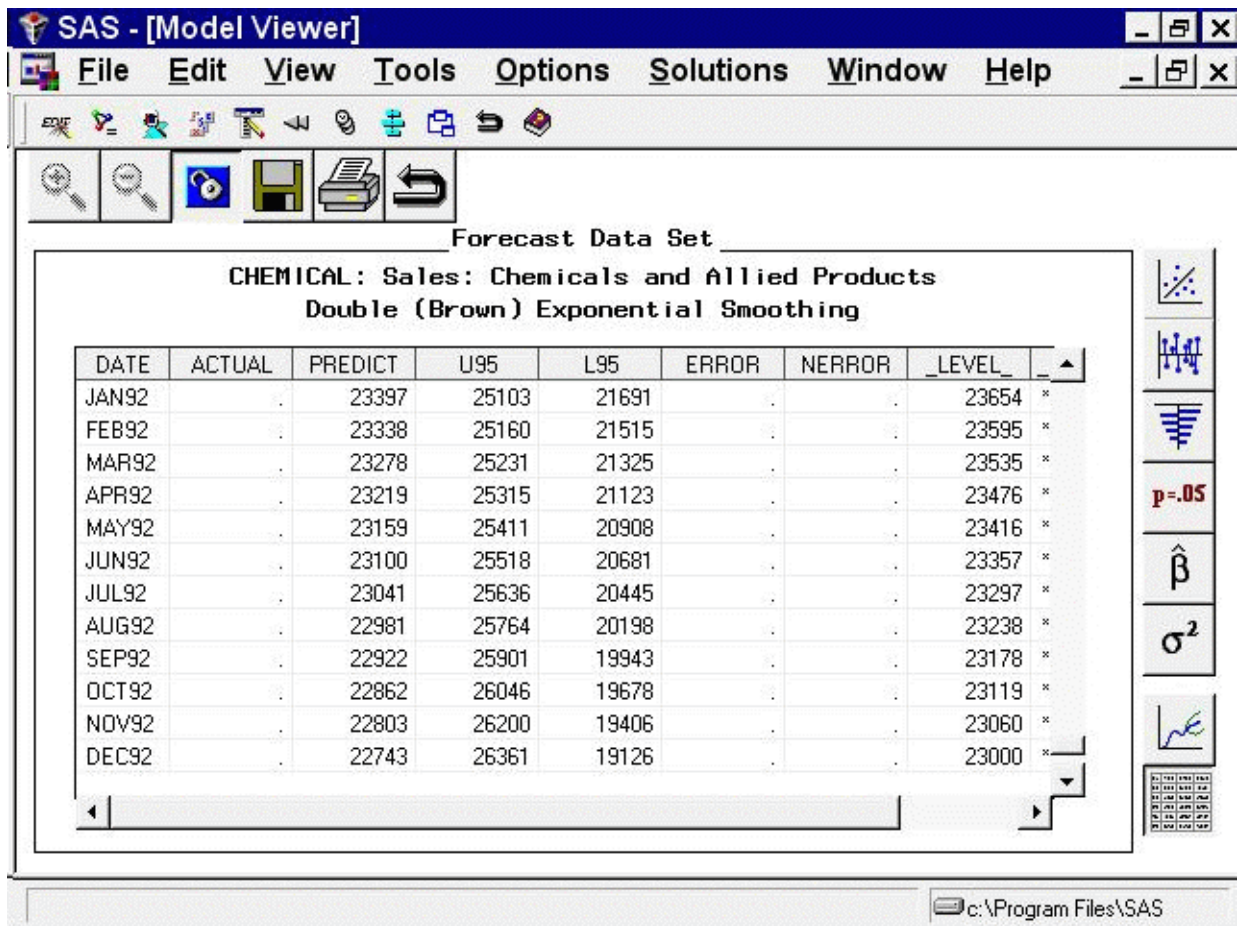 SAS - [Model Viewer]
File Edit View Tools Options Solutions Window Help
Forecast Data Set
CHEMICAL: Sales: Chemicals and Allied Products
Double (Brown) Exponential Smoothing
DATE ACTUAL PREDICT U95 L95 ERROR NERROR _LEVEL_ _
JAN92 . 23397 25103 21691 . . 23654 *
FEB92 . 23338 25160 21515 . . 23595 *
MAR92 . 23278 25231 21325 . . 23535 *
APR92 . 23219 25315 21123 . . 23476 *
MAY92 . 23159 25411 20908 . . 23416 *
JUN92 . 23100 25518 20681 . . 23357 *
JUL92 . 23041 25636 20445 . . 23297 *
AUG92 . 22981 25764 20198 . . 23238 *
SEP92 . 22922 25901 19943 . . 23178 *
OCT92 . 22862 26046 19678 . . 23119 *
NOV92 . 22803 26200 19406 . . 23060 *
DEC92 . 22743 26361 19126 . . 23000 *
p=.05
β̂
σ²
c:\Program Files\SAS